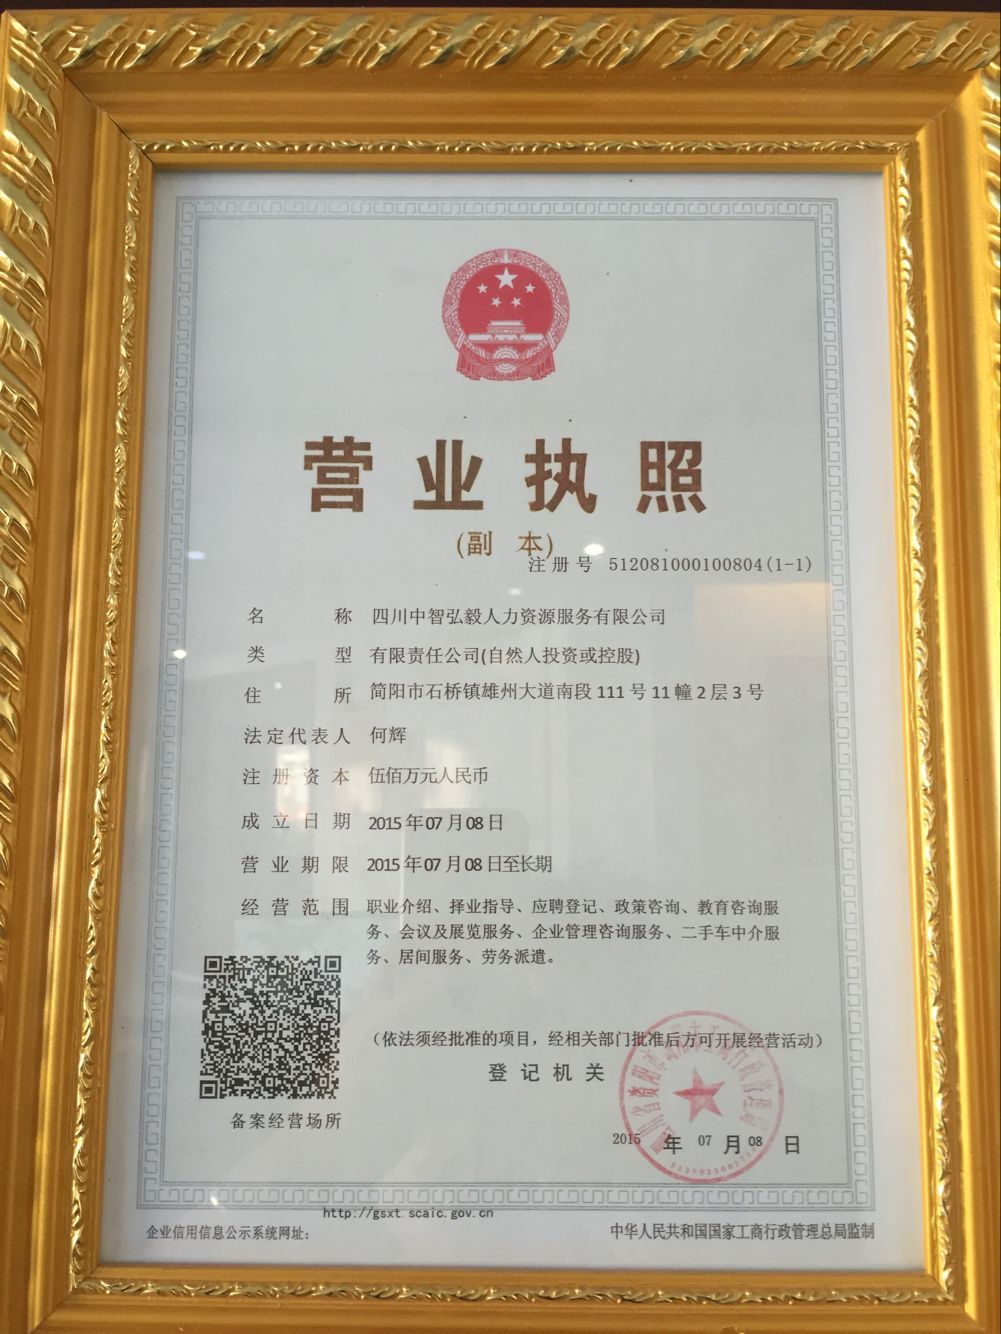 营业执照
(副 本)
注册号 512081000100804(1-1)
名称 四川中智弘毅人力资源服务有限公司
类型 有限责任公司(自然人投资或控股)
住所 简阳市石桥镇雄州大道南段111号11幢2层3号
法定代表人 何辉
注册资本 伍佰万元人民币
成立日期 2015年07月08日
营业期限 2015年07月08日至长期
经营范围 职业介绍、择业指导、应聘登记、政策咨询、教育咨询服
务、会议及展览服务、企业管理咨询服务、二手车中介服
务、居间服务、劳务派遣。
（依法须经批准的项目，经相关部门批准后方可开展经营活动）
登记机关
备案经营场所
2015年07月08日
http://gsxt.scaic.gov.cn
企业信用信息公示系统网址：
中华人民共和国国家工商行政管理总局监制